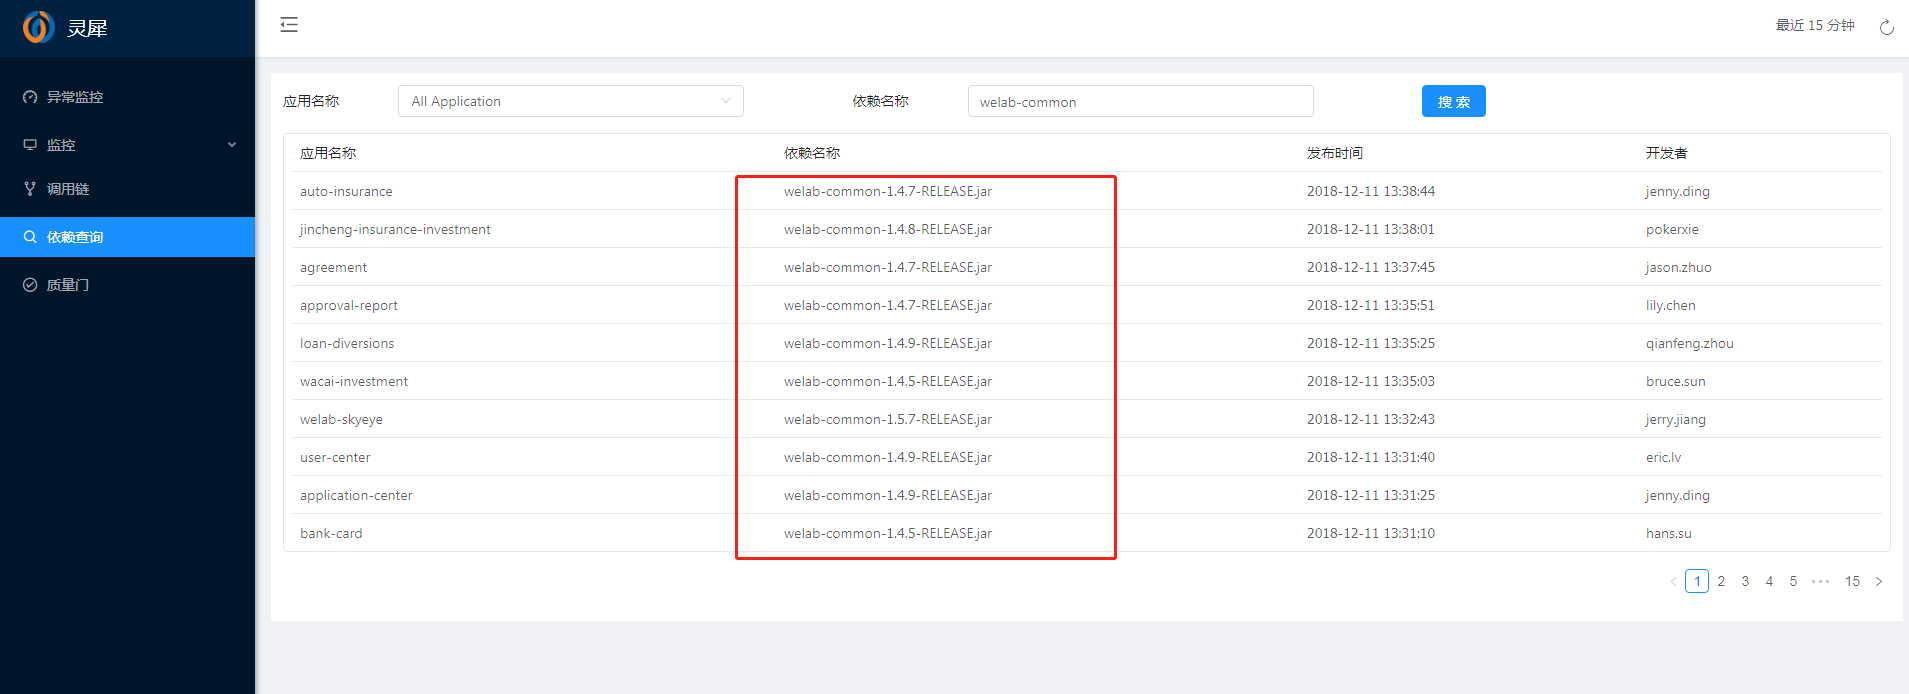 灵犀
最近 15 分钟
异常监控
监控
调用链
依赖查询
质量门
应用名称 All Application 依赖名称 welab-common 搜 索
应用名称 依赖名称 发布时间 开发者
auto-insurance welab-common-1.4.7-RELEASE.jar 2018-12-11 13:38:44 jenny.ding
jincheng-insurance-investment welab-common-1.4.8-RELEASE.jar 2018-12-11 13:38:01 pokerxie
agreement welab-common-1.4.7-RELEASE.jar 2018-12-11 13:37:45 jason.zhuo
approval-report welab-common-1.4.7-RELEASE.jar 2018-12-11 13:35:51 lily.chen
loan-diversions welab-common-1.4.9-RELEASE.jar 2018-12-11 13:35:25 qianfeng.zhou
wacai-investment welab-common-1.4.5-RELEASE.jar 2018-12-11 13:35:03 bruce.sun
welab-skyeye welab-common-1.5.7-RELEASE.jar 2018-12-11 13:32:43 jerry.jiang
user-center welab-common-1.4.9-RELEASE.jar 2018-12-11 13:31:40 eric.lv
application-center welab-common-1.4.9-RELEASE.jar 2018-12-11 13:31:25 jenny.ding
bank-card welab-common-1.4.5-RELEASE.jar 2018-12-11 13:31:10 hans.su
1 2 3 4 5 ••• 15